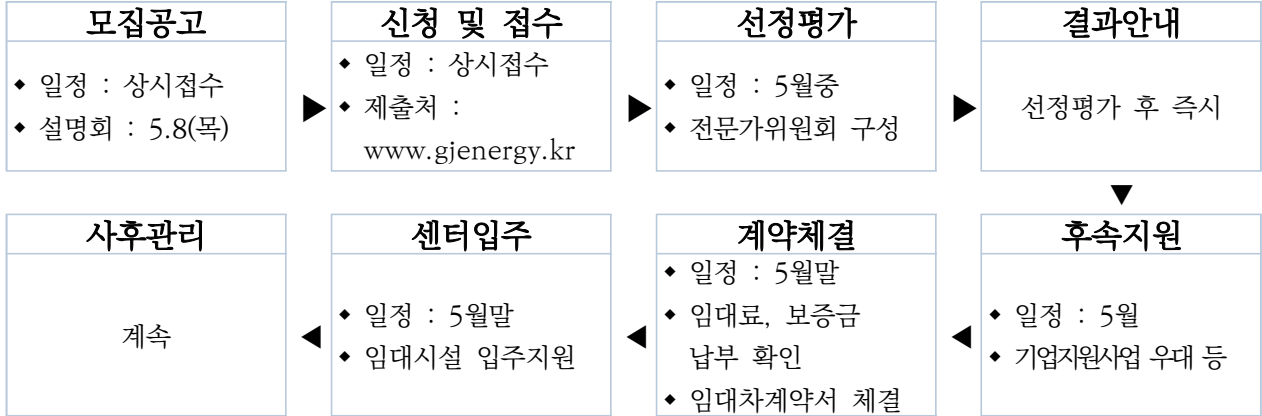 모집공고
◆ 일정 : 상시접수
◆ 설명회 : 5.8(목)
▶
신청 및 접수
◆ 일정 : 상시접수
◆ 제출처 :
www.gjenergy.kr
▶
선정평가
◆ 일정 : 5월중
◆ 전문가위원회 구성
▶
결과안내
선정평가 후 즉시
▼
후속지원
◆ 일정 : 5월
◆ 기업지원사업 우대 등
◀
계약체결
◆ 일정 : 5월말
◆ 임대료, 보증금
납부 확인
◆ 임대차계약서 체결
◀
센터입주
◆ 일정 : 5월말
◆ 임대시설 입주지원
◀
사후관리
계속